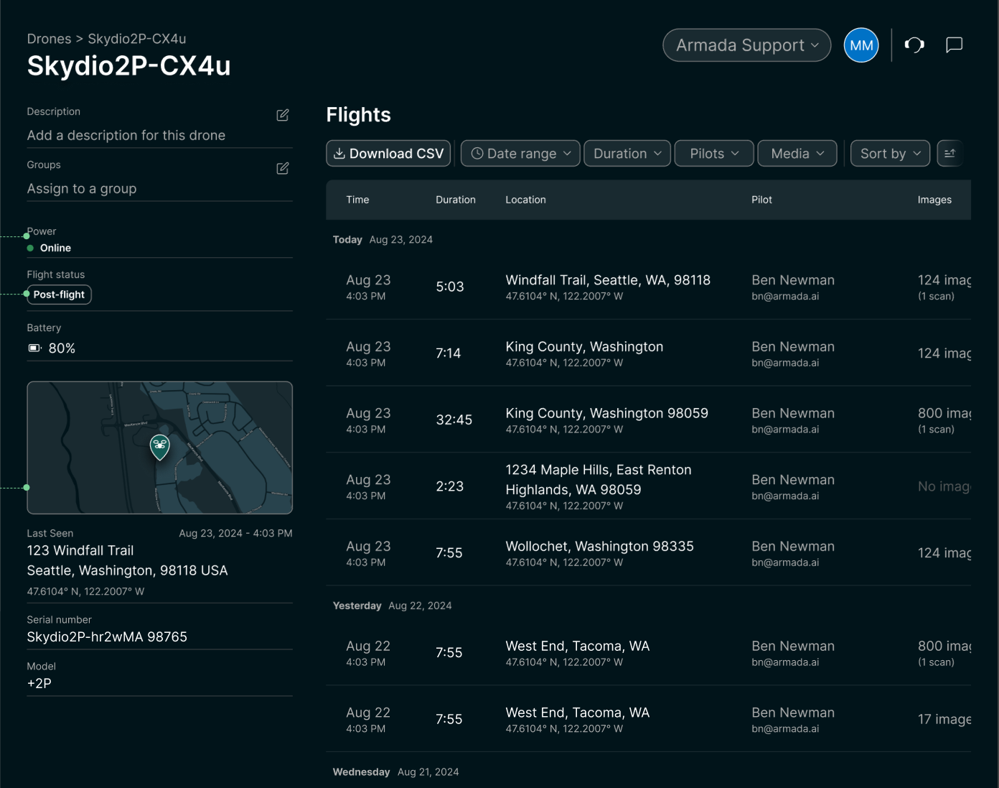 Drones > Skydio2P-CX4u
Skydio2P-CX4u
Armada Support
MM
Description
Add a description for this drone
Groups
Assign to a group
Power
Online
Flight status
Post-flight
Battery
80%
MacKenzie Blvd
MacKenzie Blvd
MacKenzie Blvd
Last Seen
Aug 23, 2024 - 4:03 PM
123 Windfall Trail
Seattle, Washington, 98118 USA
47.6104° N, 122.2007° W
Serial number
Skydio2P-hr2wMA 98765
Model
+2P
Flights
Download CSV
Date range
Duration
Pilots
Media
Sort by
Time Duration Location Pilot Images
Today Aug 23, 2024
Aug 23
4:03 PM
5:03
Windfall Trail, Seattle, WA, 98118
47.6104° N, 122.2007° W
Ben Newman
bn@armada.ai
124 imag
(1 scan)
Aug 23
4:03 PM
7:14
King County, Washington
47.6104° N, 122.2007° W
Ben Newman
bn@armada.ai
124 imag
Aug 23
4:03 PM
32:45
King County, Washington 98059
47.6104° N, 122.2007° W
Ben Newman
bn@armada.ai
800 imag
(1 scan)
Aug 23
4:03 PM
2:23
1234 Maple Hills, East Renton
Highlands, WA 98059
47.6104° N, 122.2007° W
Ben Newman
bn@armada.ai
No imag
Aug 23
4:03 PM
7:55
Wollochet, Washington 98335
47.6104° N, 122.2007° W
Ben Newman
bn@armada.ai
124 imag
Yesterday Aug 22, 2024
Aug 22
4:03 PM
7:55
West End, Tacoma, WA
47.6104° N, 122.2007° W
Ben Newman
bn@armada.ai
800 imag
(1 scan)
Aug 22
4:03 PM
7:55
West End, Tacoma, WA
47.6104° N, 122.2007° W
Ben Newman
bn@armada.ai
17 image
Wednesday Aug 21, 2024